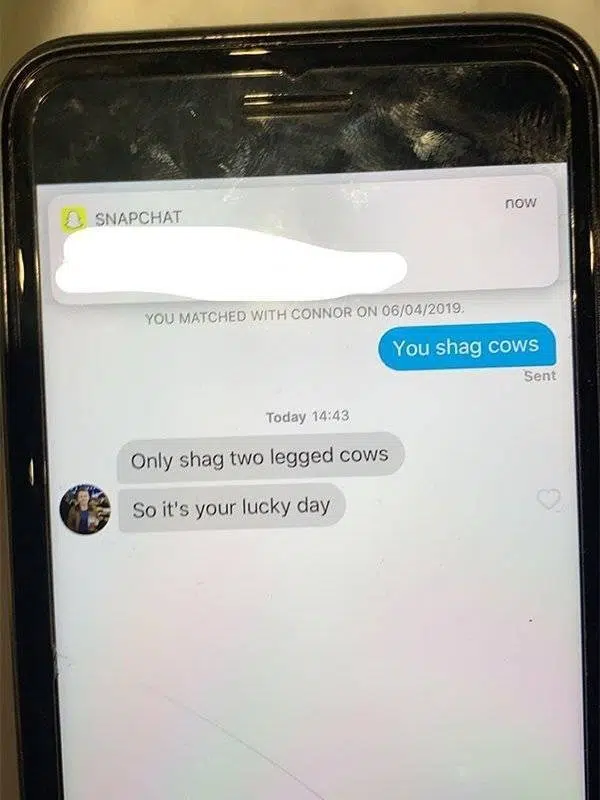 SNAPCHAT
now
YOU MATCHED WITH CONNOR ON 06/04/2019.
You shag cows
Sent
Today 14:43
Only shag two legged cows
So it's your lucky day